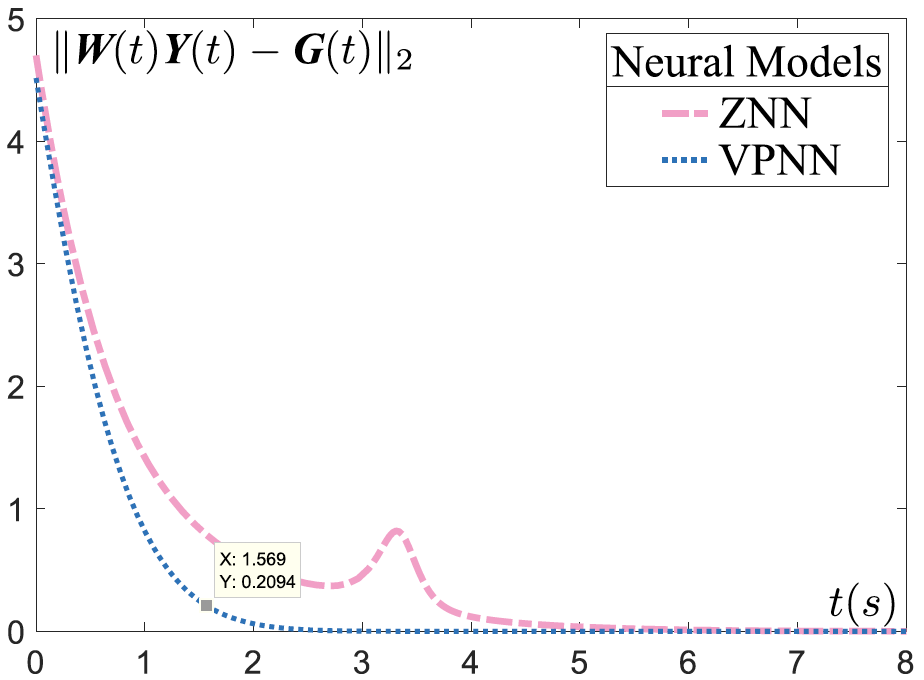 5
‖W(t)Y(t) − G(t)‖₂
Neural Models
ZNN
VPNN
4
3
2
1
X: 1.569
Y: 0.2094
t(s)
0
0 1 2 3 4 5 6 7 8